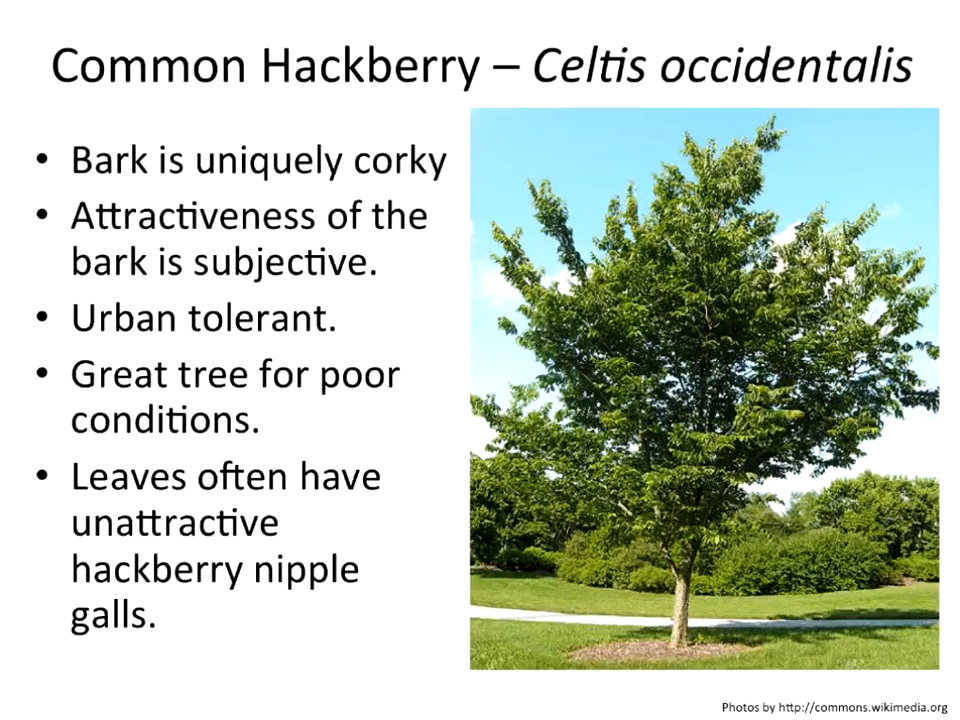 Common Hackberry – Celtis occidentalis
• Bark is uniquely corky
• Attractiveness of the
bark is subjective.
• Urban tolerant.
• Great tree for poor
conditions.
• Leaves often have
unattractive
hackberry nipple
galls.
Photos by http://commons.wikimedia.org